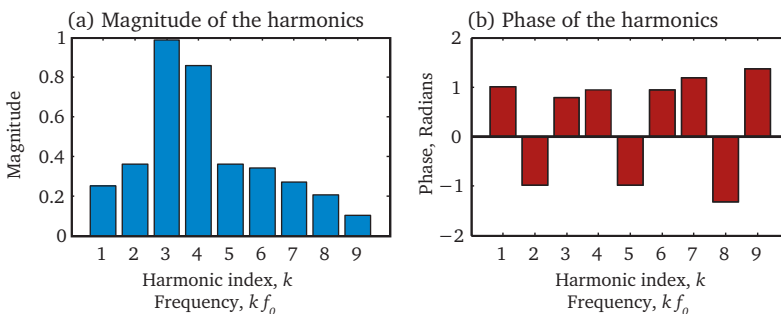 (a) Magnitude of the harmonics
1
0.8
0.6
0.4
0.2
0
Magnitude
1 2 3 4 5 6 7 8 9
Harmonic index, k
Frequency, k f₀
(b) Phase of the harmonics
2
1
0
−1
−2
Phase, Radians
1 2 3 4 5 6 7 8 9
Harmonic index, k
Frequency, k f₀